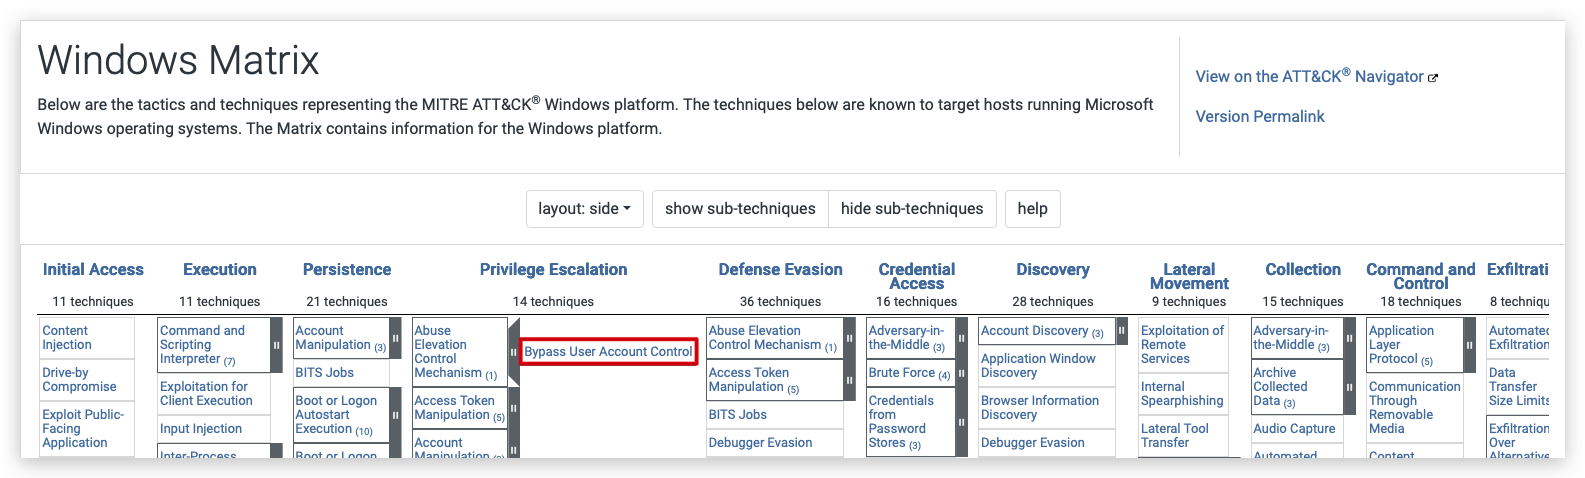 Windows Matrix
Below are the tactics and techniques representing the MITRE ATT&CK® Windows platform. The techniques below are known to target hosts running Microsoft
Windows operating systems. The Matrix contains information for the Windows platform.
View on the ATT&CK® Navigator
Version Permalink
layout: side
show sub-techniques
hide sub-techniques
help
Initial Access
11 techniques
Content
Injection
Drive-by
Compromise
Exploit Public-
Facing
Application
Execution
11 techniques
Command and
Scripting
Interpreter (7)
Exploitation for
Client Execution
Input Injection
Inter-Process
Persistence
21 techniques
Account
Manipulation (3)
BITS Jobs
Boot or Logon
Autostart
Execution (10)
Boot or Logon
Privilege Escalation
14 techniques
Abuse
Elevation
Control
Mechanism (1)
Bypass User Account Control
Access Token
Manipulation (5)
Account
Manipulation
Defense Evasion
36 techniques
Abuse Elevation
Control Mechanism (1)
Access Token
Manipulation (5)
BITS Jobs
Debugger Evasion
Credential
Access
16 techniques
Adversary-in-
the-Middle (3)
Brute Force (4)
Credentials
from
Password
Stores (3)
Discovery
28 techniques
Account Discovery (3)
Application Window
Discovery
Browser Information
Discovery
Debugger Evasion
Lateral
Movement
9 techniques
Exploitation of
Remote
Services
Internal
Spearphishing
Lateral Tool
Transfer
Collection
15 techniques
Adversary-in-
the-Middle (3)
Archive
Collected
Data (3)
Audio Capture
Automated
Command and
Control
18 techniques
Application
Layer
Protocol (5)
Communication
Through
Removable
Media
Content
Exfiltrati
8 techniqu
Automated
Exfiltration
Data
Transfer
Size Limits
Exfiltration
Over
Alternative